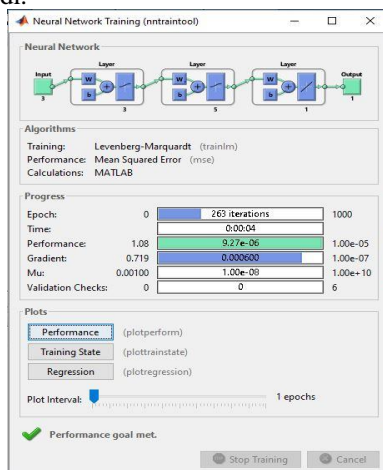 Neural Network Training (nntraintool)
Neural Network
Layer Layer Layer
Input W b W b W b Output
3 3 5 1 1
Algorithms
Training: Levenberg-Marquardt (trainlm)
Performance: Mean Squared Error (mse)
Calculations: MATLAB
Progress
Epoch: 0 263 iterations 1000
Time: 0:00:04
Performance: 1.08 9.27e-06 1.00e-05
Gradient: 0.719 0.000600 1.00e-07
Mu: 0.00100 1.00e-08 1.00e+10
Validation Checks: 0 0 6
Plots
Performance (plotperform)
Training State (plottrainstate)
Regression (plotregression)
Plot Interval: 1 epochs
Performance goal met.
Stop Training Cancel